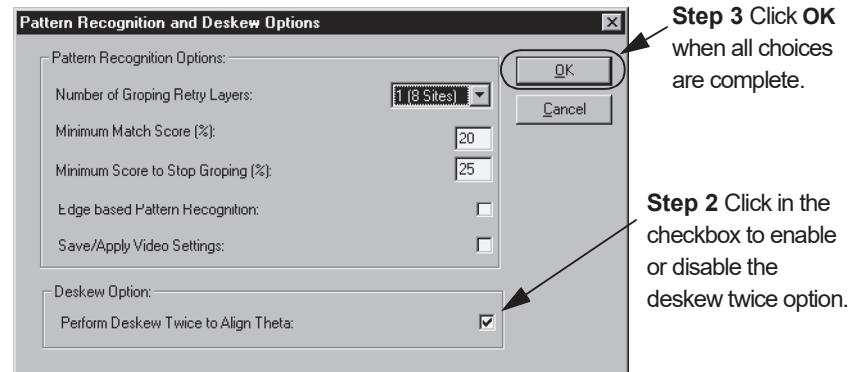 Pattern Recognition and Deskew Options
Pattern Recognition Options:
Number of Groping Retry Layers:
1 (8 Sites)
Minimum Match Score (%):
20
Minimum Score to Stop Groping (%):
25
Edge based Pattern Recognition:
Save/Apply Video Settings:
Deskew Option:
Perform Deskew Twice to Align Theta:
OK
Cancel
Step 3 Click OK
when all choices
are complete.
Step 2 Click in the
checkbox to enable
or disable the
deskew twice option.